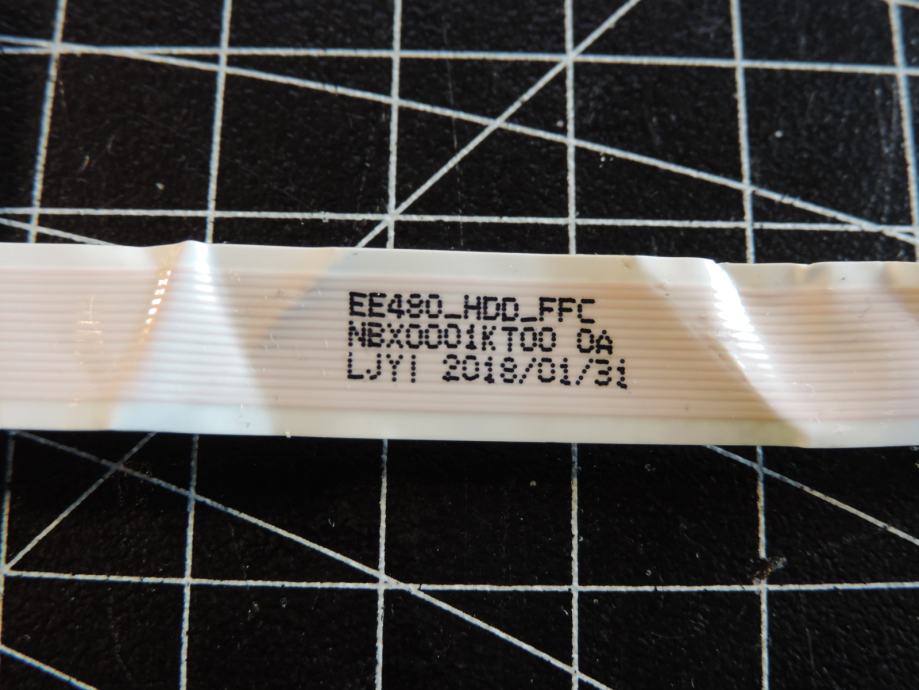 EE480_HDD_FFC
NBX0001KT00 0A
LJYI 2018/01/31